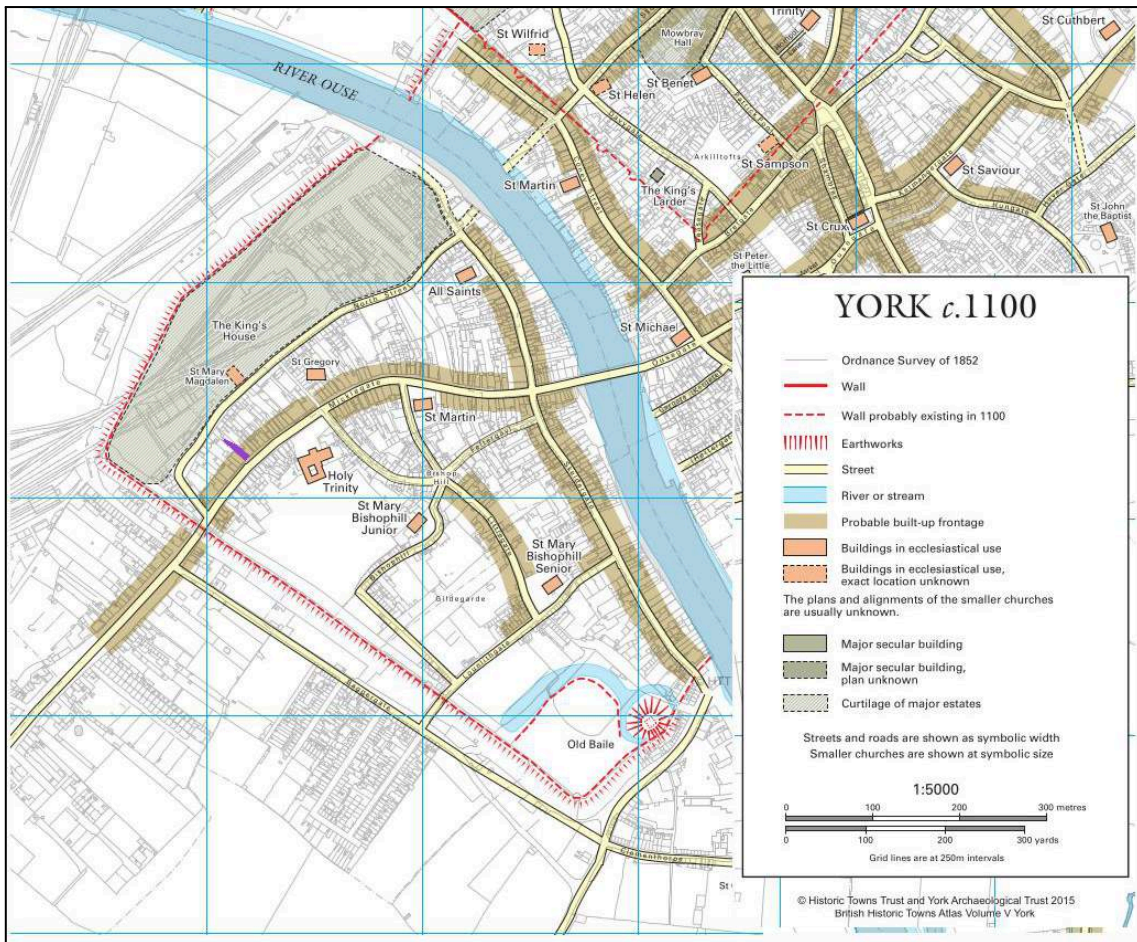 St Wilfrid
Trinity
St Cuthbert
Mowbray
Hall
RIVER OUSE
St Benet
St Helen
Arkilltofts
St Sampson
Coney Street
St Martin
The King's
Larder
St Saviour
Hungate
St Crux
St John
the Baptist
St Peter
the Little
All Saints
North Street
The King's
House
St Michael
Ousegate
St Gregory
St Mary
Magdalen
Micklegate
St Martin
Holy
Trinity
Bishop
Hill
St Mary
Bishophill
Junior
Littlegate
St Mary
Bishophill
Senior
Bishophill
Gildegarde
Lounlithgate
Beggergate
Old Baile
Clementhorpe
YORK c.1100
Ordnance Survey of 1852
Wall
Wall probably existing in 1100
Earthworks
Street
River or stream
Probable built-up frontage
Buildings in ecclesiastical use
Buildings in ecclesiastical use,
exact location unknown
The plans and alignments of the smaller churches
are usually unknown.
Major secular building
Major secular building,
plan unknown
Curtilage of major estates
Streets and roads are shown as symbolic width
Smaller churches are shown at symbolic size
1:5000
0 100 200 300 metres
0 100 200 300 yards
Grid lines are at 250m intervals
© Historic Towns Trust and York Archaeological Trust 2015
British Historic Towns Atlas Volume V York